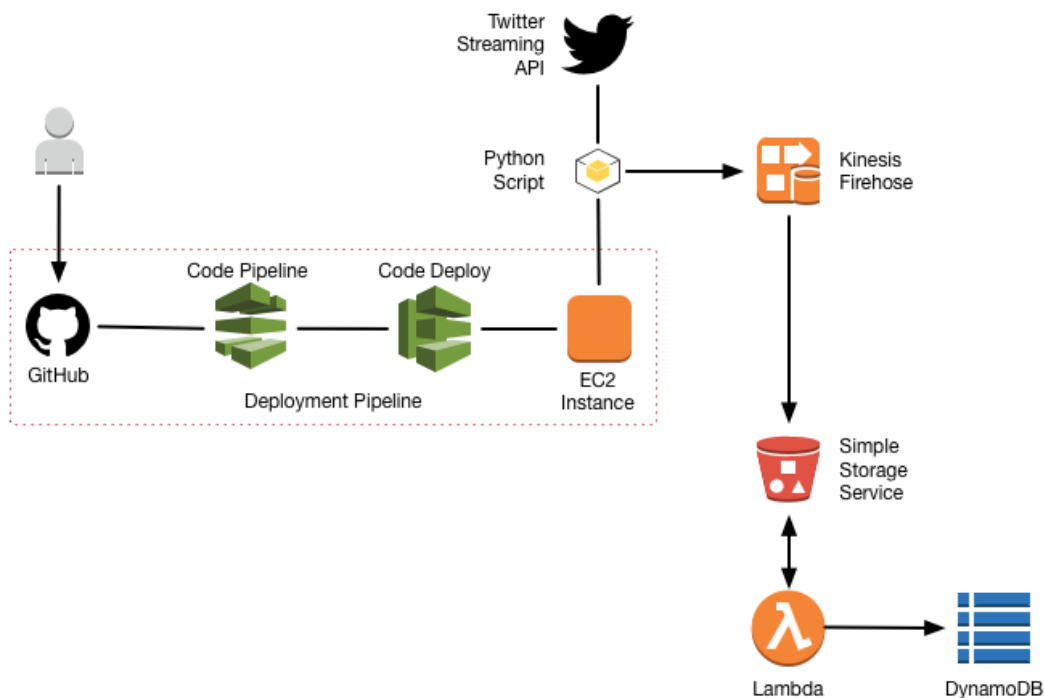 Twitter
Streaming
API
Python
Script
Kinesis
Firehose
Code Pipeline
Code Deploy
GitHub
EC2
Instance
Deployment Pipeline
Simple
Storage
Service
Lambda
DynamoDB